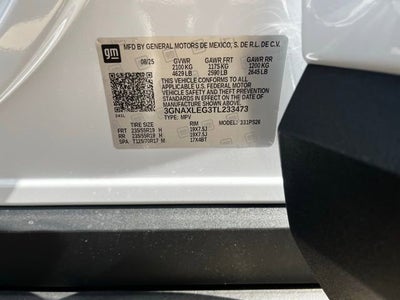 gm
MFD BY GENERAL MOTORS DE MEXICO, S. DE R.L. DE C.V.
08/25 GVWR GAWR FRT GAWR RR
2100 KG 1175 KG 1200 KG
4629 LB 2590 LB 2645 LB
THIS VEHICLE CONFORMS TO ALL
APPLICABLE U.S. FEDERAL MOTOR
VEHICLE SAFETY AND THEFT
PREVENTION STANDARDS IN EFFECT
ON THE DATE OF MANUFACTURE
SHOWN ABOVE.
3GNAXLEG3TL233473
TYPE: MPV
TIRE SIZE RIM MODEL: 331P326
FRT 235/55R19 H 19X7.5J
RR 235/55R19 H 19X7.5J
SPA T125/70R17 M 17X4BT